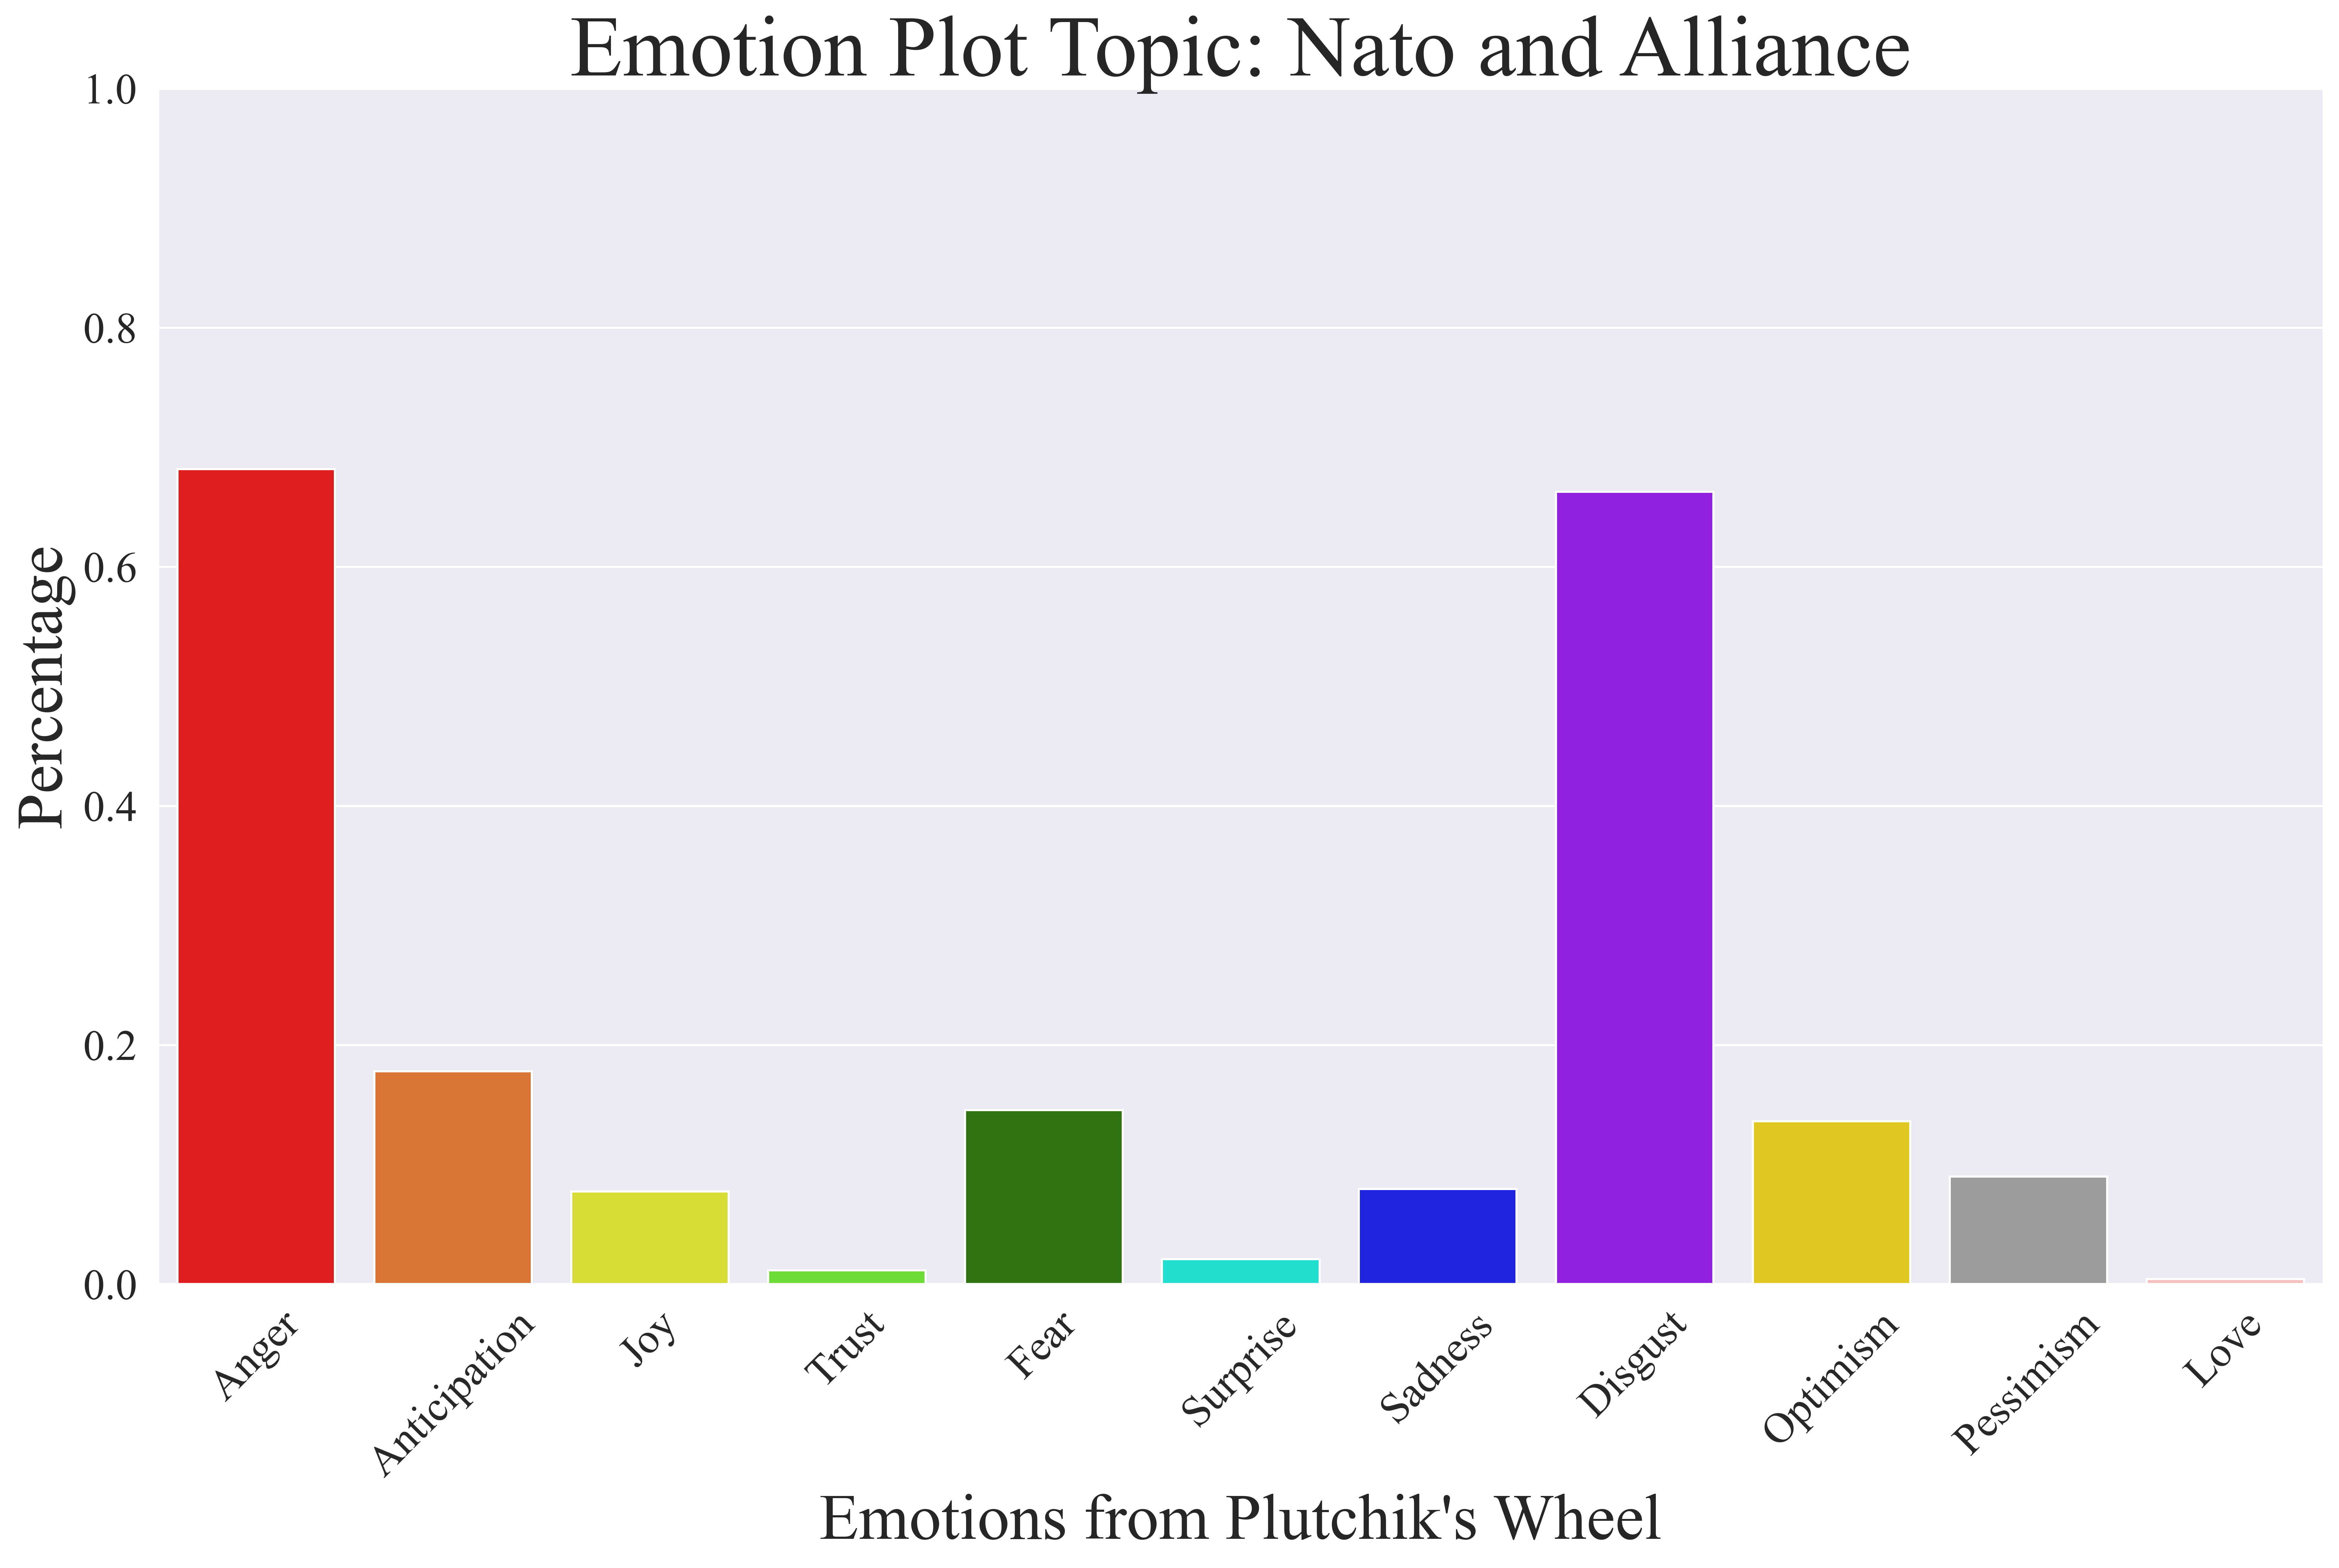 Emotion Plot Topic: Nato and Alliance
1.0
0.8
0.6
0.4
0.2
0.0
Percentage
Anger
Anticipation
Joy
Trust
Fear
Surprise
Sadness
Disgust
Optimism
Pessimism
Love
Emotions from Plutchik's Wheel